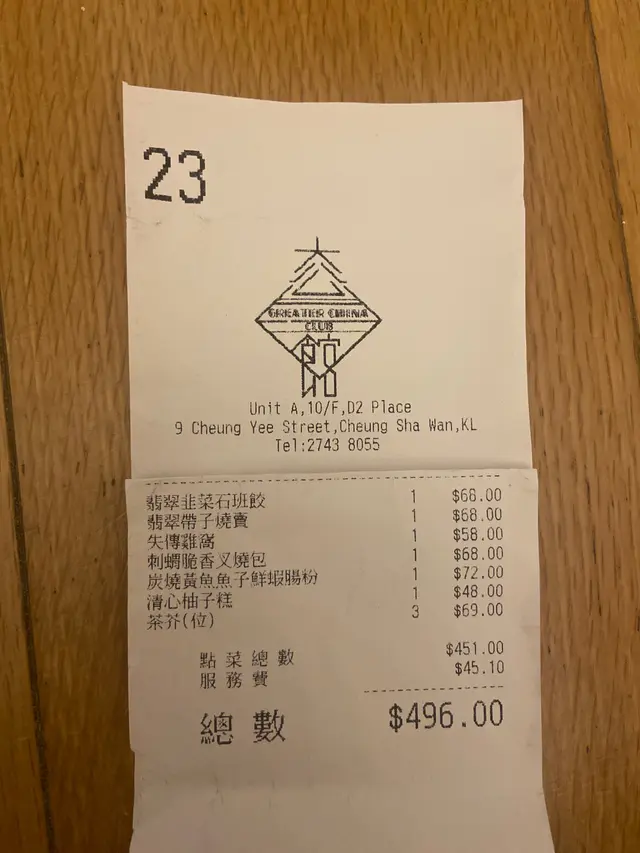 23
大
GREATER CHINA
CLUB
館
Unit A,10/F,D2 Place
9 Cheung Yee Street,Cheung Sha Wan,KL
Tel:2743 8055
翡翠韭菜石班餃 1 $68.00
翡翠帶子燒賣 1 $68.00
失傳雞窩 1 $58.00
刺蝟脆香叉燒包 1 $68.00
炭燒黃魚魚子鮮蝦腸粉 1 $72.00
清心柚子糕 1 $48.00
茶芥(位) 3 $69.00
點菜總數 $451.00
服務費 $45.10
總數 $496.00